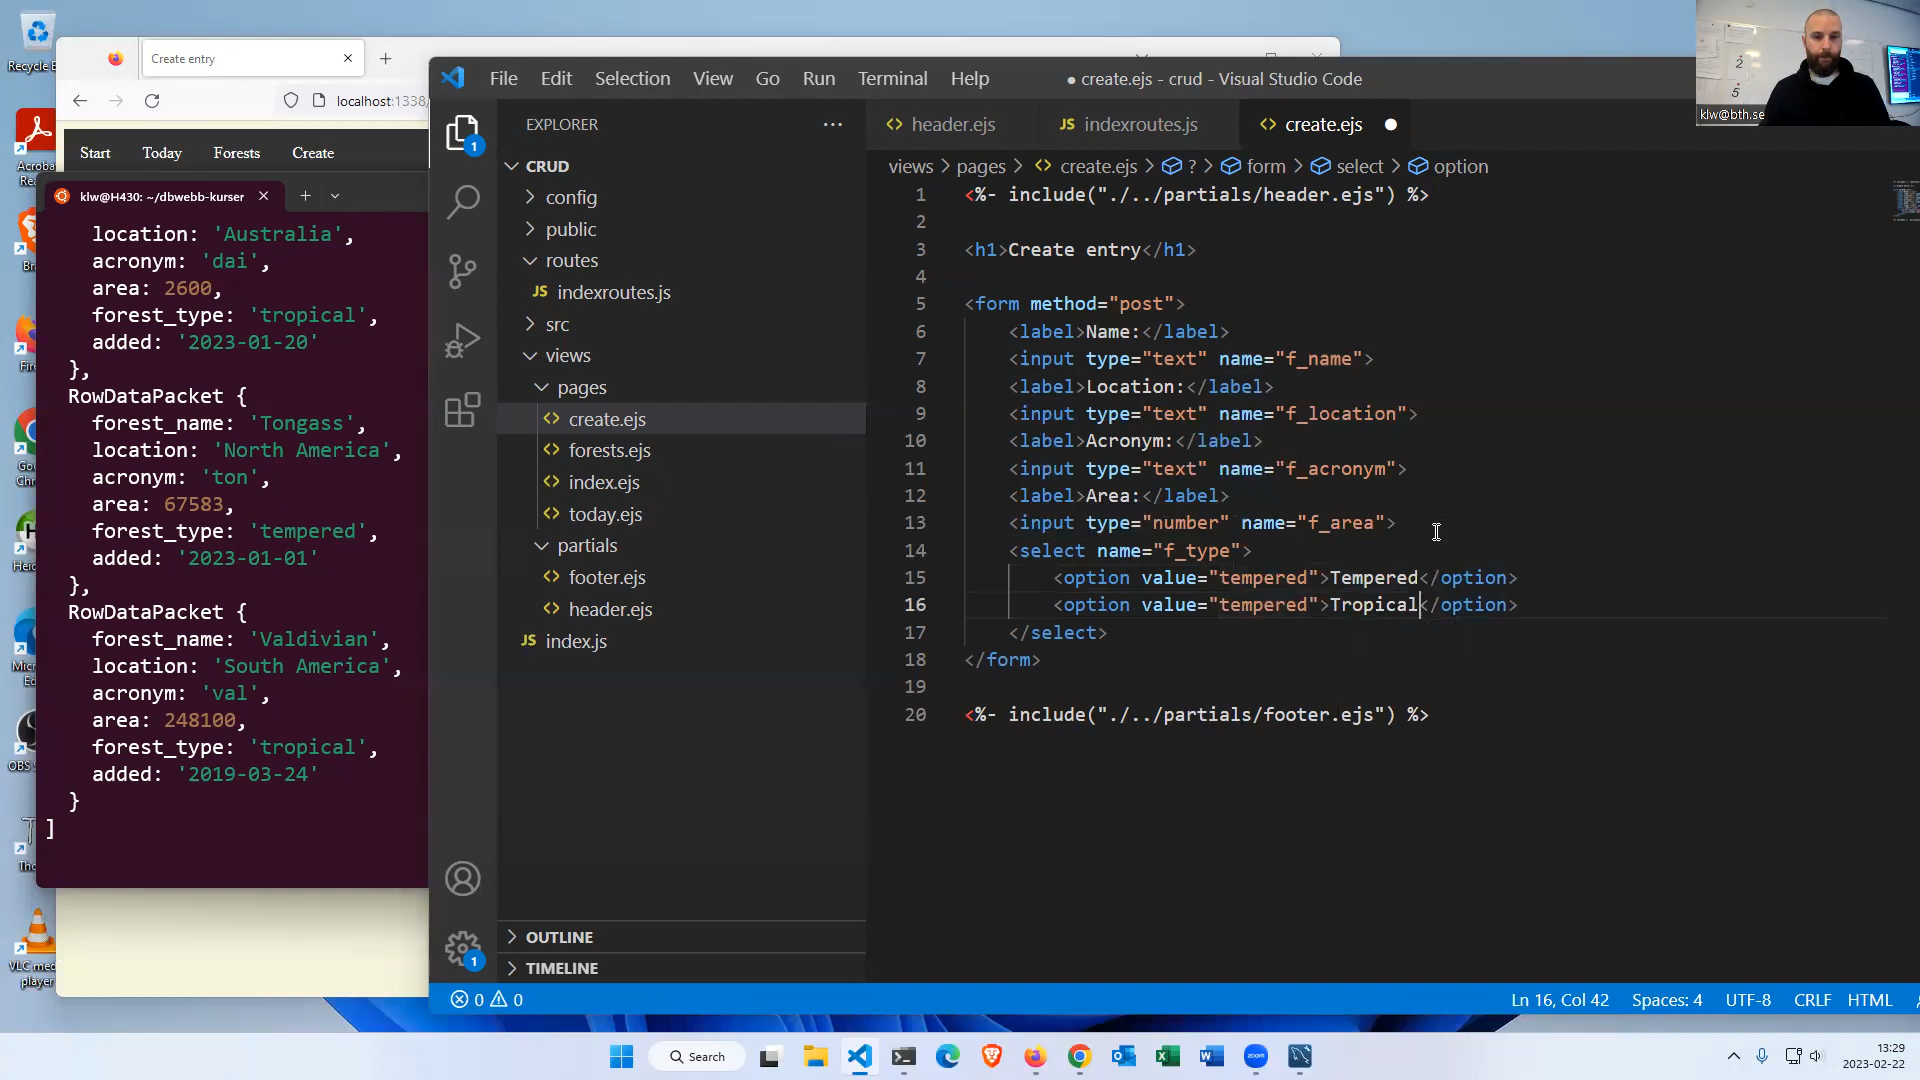 Recycle B
Create entry
localhost:1338/
Start Today Forests Create
klw@H430: ~/dbwebb-kurser
location: 'Australia',
acronym: 'dai',
area: 2600,
forest_type: 'tropical',
added: '2023-01-20'
},
RowDataPacket {
forest_name: 'Tongass',
location: 'North America',
acronym: 'ton',
area: 67583,
forest_type: 'tempered',
added: '2023-01-01'
},
RowDataPacket {
forest_name: 'Valdivian',
location: 'South America',
acronym: 'val',
area: 248100,
forest_type: 'tropical',
added: '2019-03-24'
}
]
VLC med
player
File Edit Selection View Go Run Terminal Help
● create.ejs - crud - Visual Studio Code
EXPLORER
CRUD
config
public
routes
JS indexroutes.js
src
views
pages
create.ejs
forests.ejs
index.ejs
today.ejs
partials
footer.ejs
header.ejs
JS index.js
OUTLINE
TIMELINE
1
1
header.ejs JS indexroutes.js create.ejs
views > pages > create.ejs > ? > form > select > option
1 <%- include("./../partials/header.ejs") %>
2
3 <h1>Create entry</h1>
4
5 <form method="post">
6 <label>Name:</label>
7 <input type="text" name="f_name">
8 <label>Location:</label>
9 <input type="text" name="f_location">
10 <label>Acronym:</label>
11 <input type="text" name="f_acronym">
12 <label>Area:</label>
13 <input type="number" name="f_area">
14 <select name="f_type">
15 <option value="tempered">Tempered</option>
16 <option value="tempered">Tropical</option>
17 </select>
18 </form>
19
20 <%- include("./../partials/footer.ejs") %>
klw@bth.se
0 0
Ln 16, Col 42 Spaces: 4 UTF-8 CRLF HTML
Search
13:29
2023-02-22